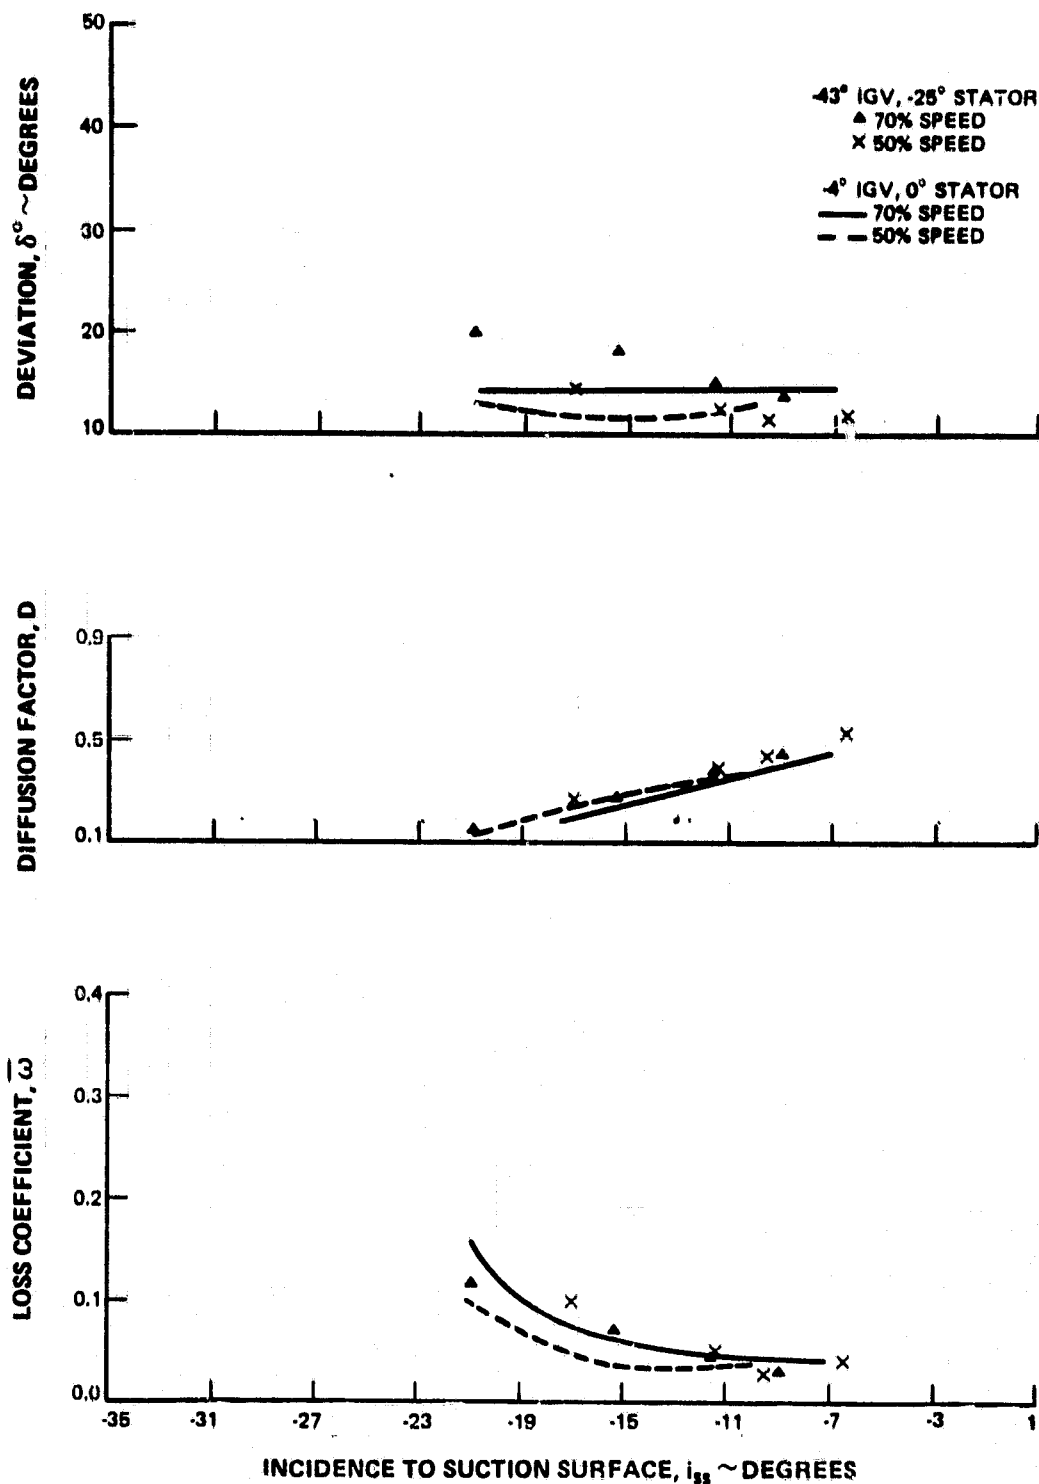 50
40
30
20
10
DEVIATION, δ° ~ DEGREES
-43° IGV, -25° STATOR
▲ 70% SPEED
× 50% SPEED
-4° IGV, 0° STATOR
70% SPEED
50% SPEED
0.9
0.5
0.1
DIFFUSION FACTOR, D
0.4
0.3
0.2
0.1
0.0
LOSS COEFFICIENT, ω̅
-35 -31 -27 -23 -19 -15 -11 -7 -3 1
INCIDENCE TO SUCTION SURFACE, iss ~ DEGREES